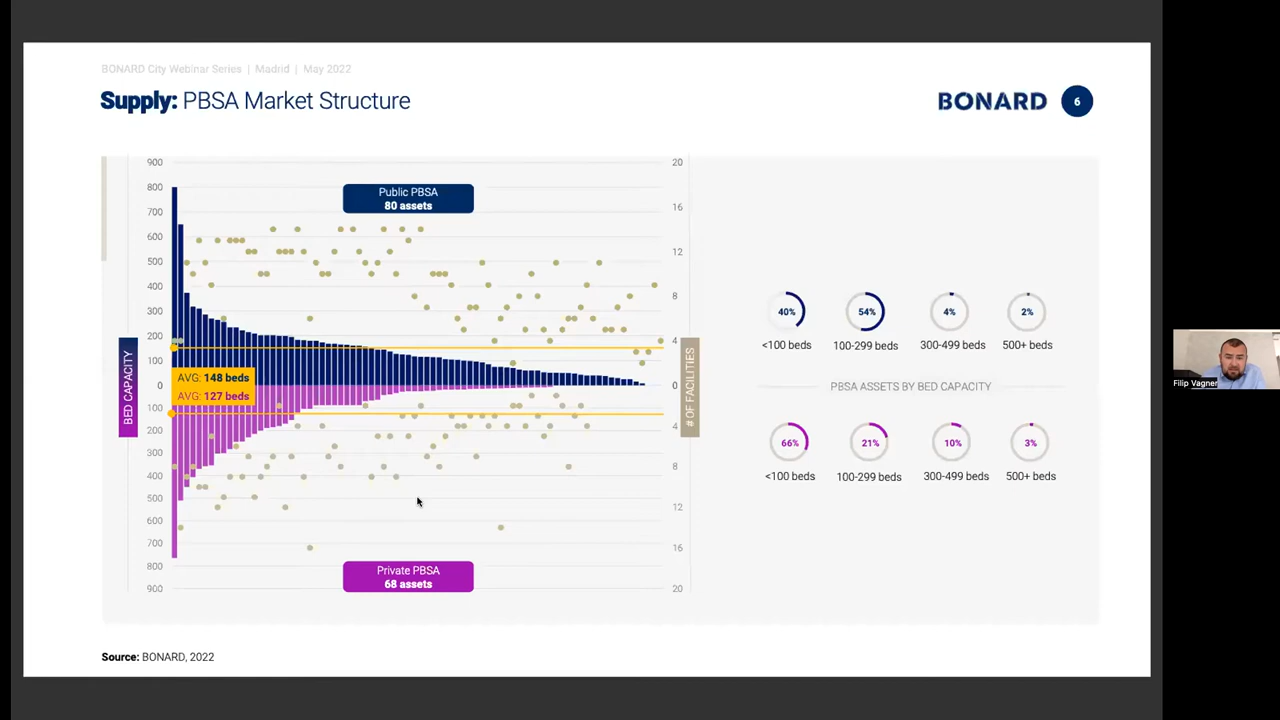 BONARD City Webinar Series | Madrid | May 2022
Supply: PBSA Market Structure
BONARD
6
900
800
700
600
500
400
300
200
100
0
100
200
300
400
500
600
700
800
900
BED CAPACITY
Public PBSA
80 assets
AVG: 148 beds
AVG: 127 beds
Private PBSA
68 assets
20
16
12
8
4
0
4
8
12
16
20
# OF FACILITIES
40%
54%
4%
2%
<100 beds
100-299 beds
300-499 beds
500+ beds
PBSA ASSETS BY BED CAPACITY
66%
21%
10%
3%
<100 beds
100-299 beds
300-499 beds
500+ beds
Source: BONARD, 2022
Filip Vagner